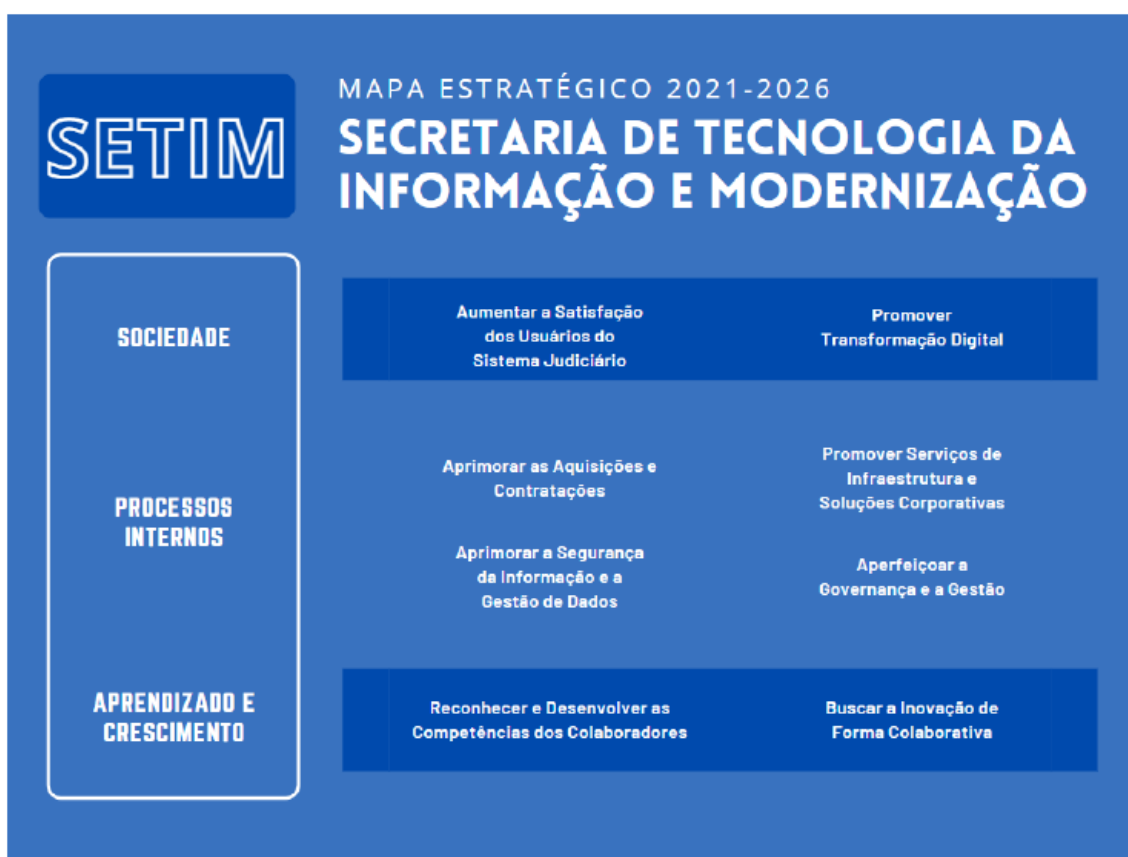 SETIM
MAPA ESTRATÉGICO 2021-2026
SECRETARIA DE TECNOLOGIA DA
INFORMAÇÃO E MODERNIZAÇÃO
SOCIEDADE
Aumentar a Satisfação
dos Usuários do
Sistema Judiciário
Promover
Transformação Digital
PROCESSOS
INTERNOS
Aprimorar as Aquisições e
Contratações
Promover Serviços de
Infraestrutura e
Soluções Corporativas
Aprimorar a Segurança
da Informação e a
Gestão de Dados
Aperfeiçoar a
Governança e a Gestão
APRENDIZADO E
CRESCIMENTO
Reconhecer e Desenvolver as
Competências dos Colaboradores
Buscar a Inovação de
Forma Colaborativa